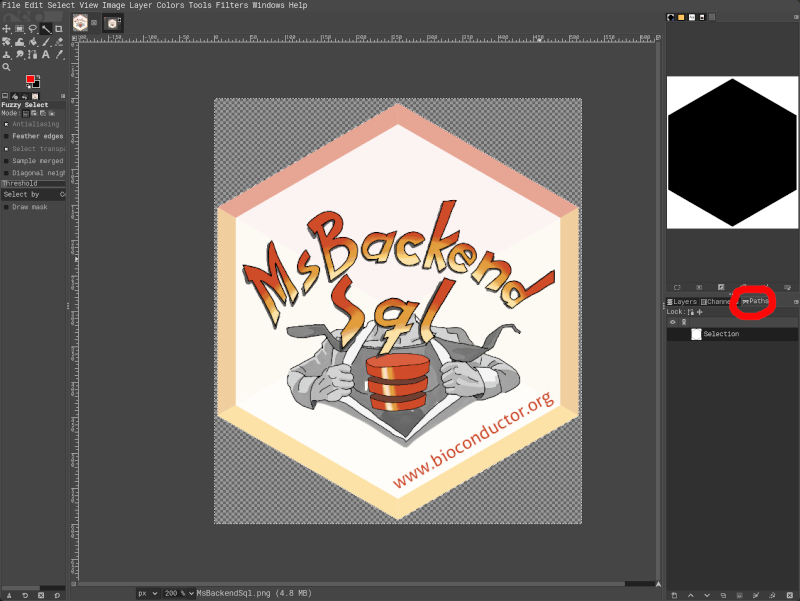 File Edit Select View Image Layer Colors Tools Filters Windows Help
Fuzzy Select
Mode:
Antialiasing
Feather edges
Select transpa
Sample merged
Diagonal neigh
Threshold
Select by
Draw mask
MsBackend
Sql
www.bioconductor.org
Layers Channe Paths
Lock:
Selection
px 200 % MsBackendSql.png (4.8 MB)